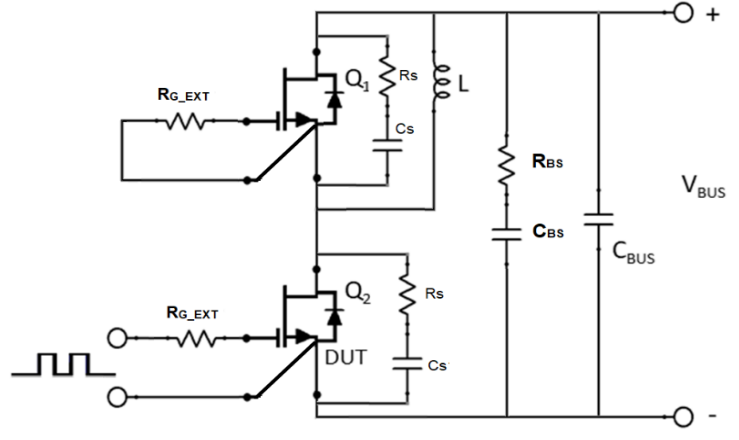 +
Q1
Rs
L
RG_EXT
Cs
RBS
VBUS
CBS
CBUS
Q2
Rs
RG_EXT
DUT
Cs
-